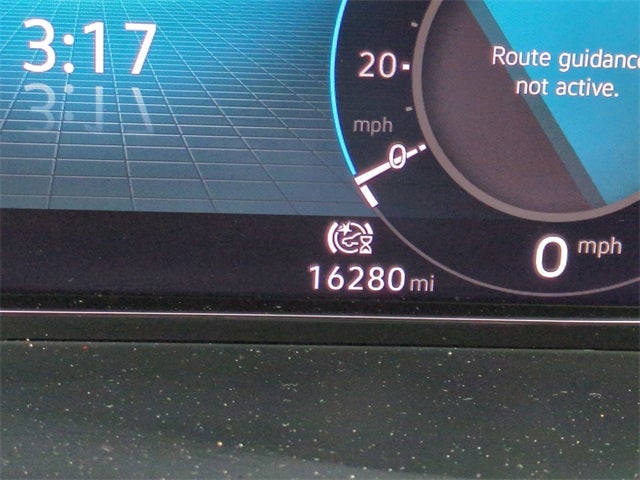 3:17
20
mph
0
Route guidance
not active.
0 mph
16280 mi